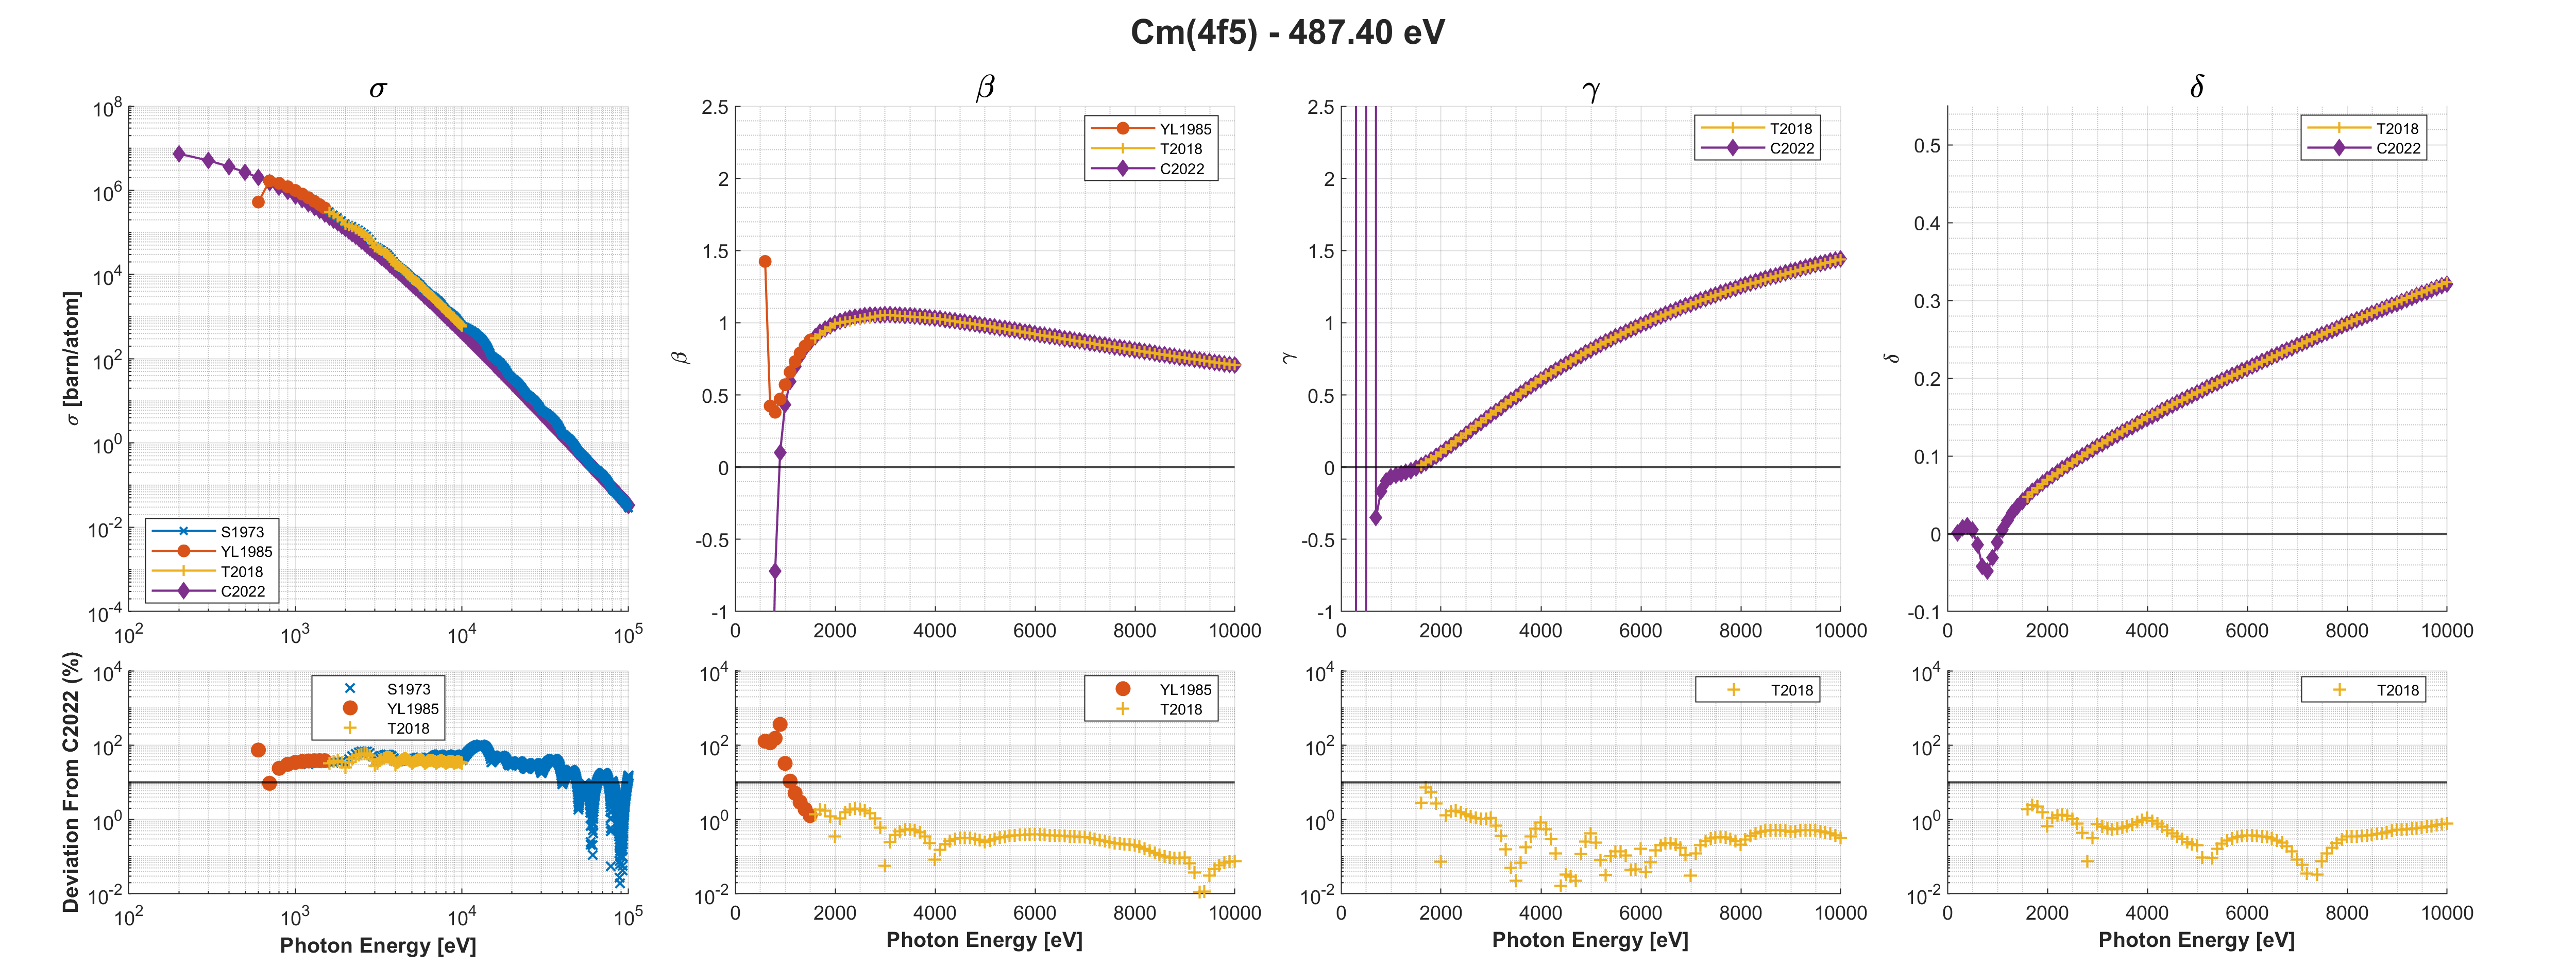 Cm(4f5) - 487.40 eV
σ
10^8
10^6
10^4
10^2
10^0
10^-2
10^-4
σ [barn/atom]
S1973
YL1985
T2018
C2022
10^2
10^3
10^4
10^5
β
2.5
2
1.5
1
0.5
0
-0.5
-1
β
YL1985
T2018
C2022
0
2000
4000
6000
8000
10000
γ
2.5
2
1.5
1
0.5
0
-0.5
-1
γ
T2018
C2022
0
2000
4000
6000
8000
10000
δ
0.5
0.4
0.3
0.2
0.1
0
-0.1
δ
T2018
C2022
0
2000
4000
6000
8000
10000
Deviation From C2022 (%)
10^4
10^2
10^0
10^-2
S1973
YL1985
T2018
10^2
10^3
10^4
10^5
Photon Energy [eV]
10^4
10^2
10^0
10^-2
YL1985
T2018
0
2000
4000
6000
8000
10000
Photon Energy [eV]
10^4
10^2
10^0
10^-2
T2018
0
2000
4000
6000
8000
10000
Photon Energy [eV]
10^4
10^2
10^0
10^-2
T2018
0
2000
4000
6000
8000
10000
Photon Energy [eV]